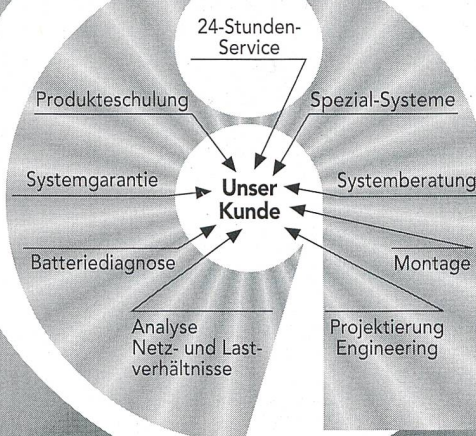 24-Stunden-
Service
Produkteschulung
Spezial-Systeme
Systemgarantie
Unser
Kunde
Systemberatung
Batteriediagnose
Montage
Analyse
Netz- und Last-
verhältnisse
Projektierung
Engineering